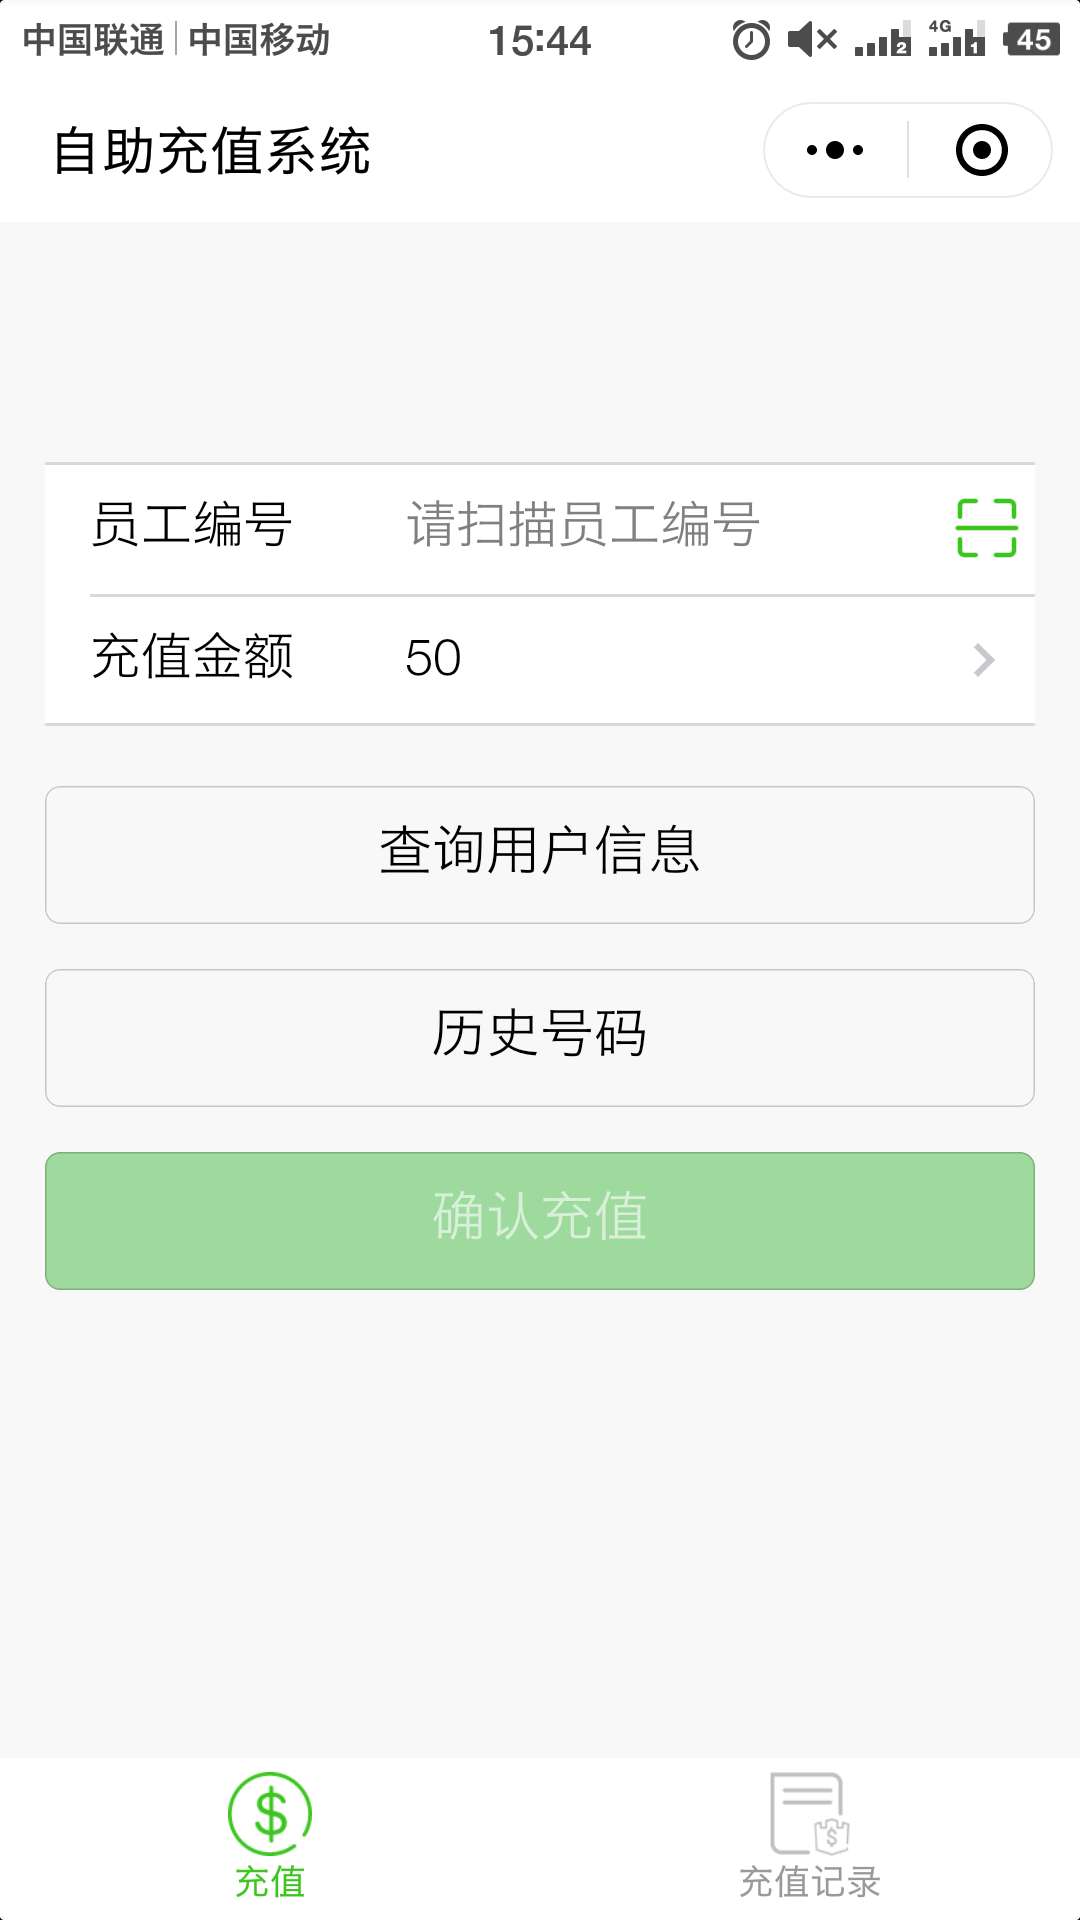 中国联通 中国移动 15:44 2 4G 1 45
自助充值系统
员工编号 请扫描员工编号
充值金额 50
查询用户信息
历史号码
确认充值
充值 充值记录